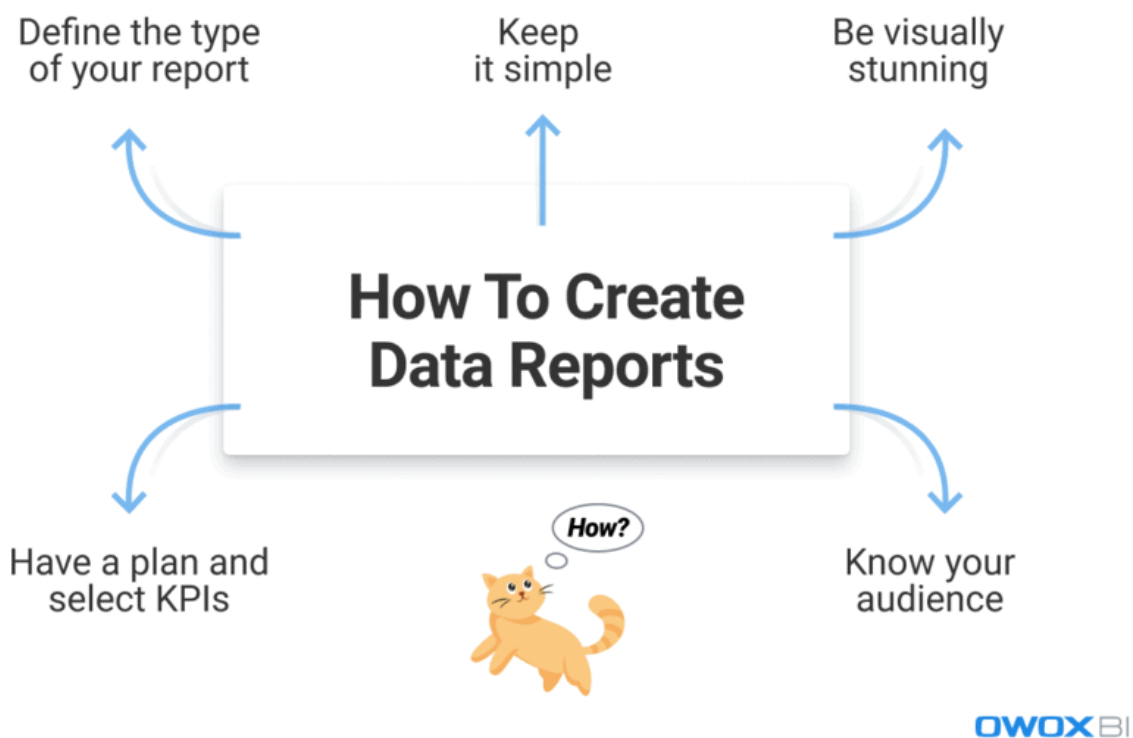 Define the type
of your report
Keep
it simple
Be visually
stunning
How To Create
Data Reports
How?
Have a plan and
select KPIs
Know your
audience
OWOX BI